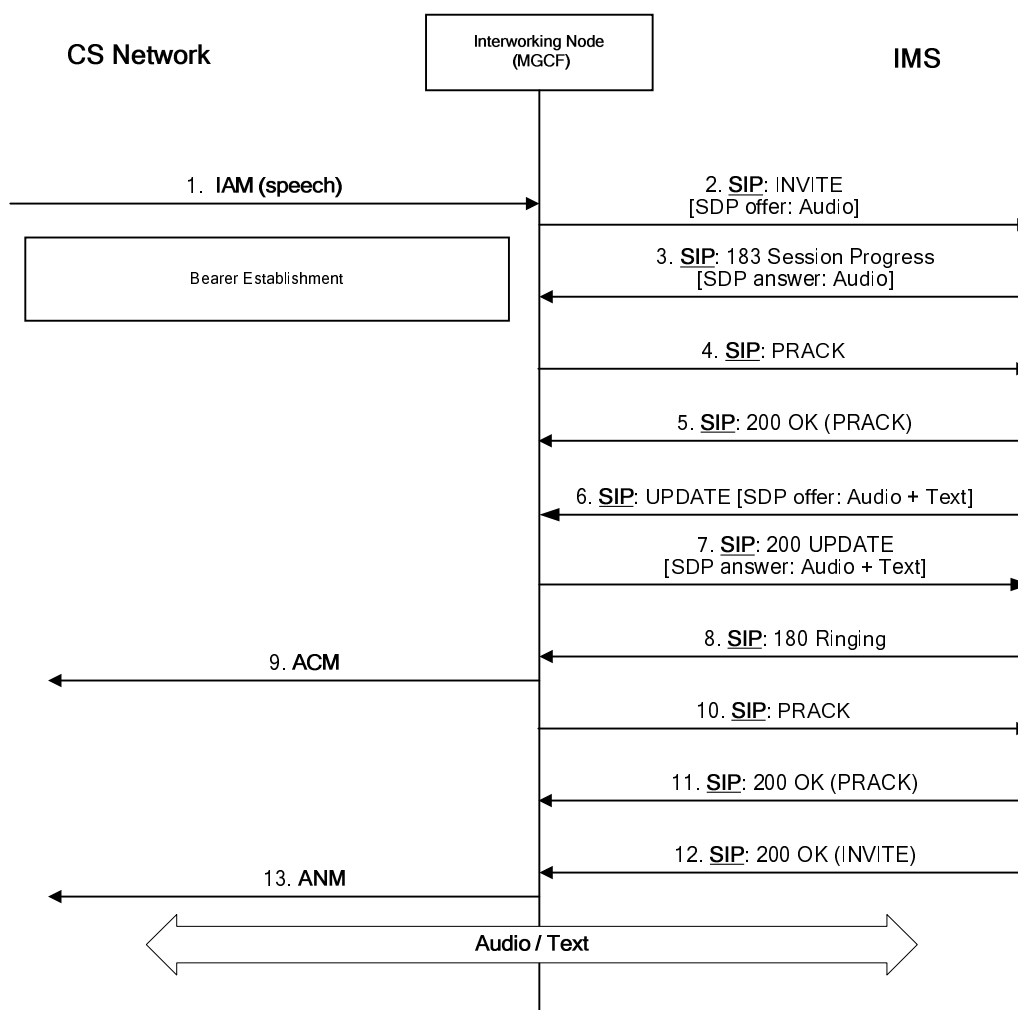 CS Network
Interworking Node
(MGCF)
IMS
1. IAM (speech)
2. SIP: INVITE
[SDP offer: Audio]
Bearer Establishment
3. SIP: 183 Session Progress
[SDP answer: Audio]
4. SIP: PRACK
5. SIP: 200 OK (PRACK)
6. SIP: UPDATE [SDP offer: Audio + Text]
7. SIP: 200 UPDATE
[SDP answer: Audio + Text]
8. SIP: 180 Ringing
9. ACM
10. SIP: PRACK
11. SIP: 200 OK (PRACK)
12. SIP: 200 OK (INVITE)
13. ANM
Audio / Text